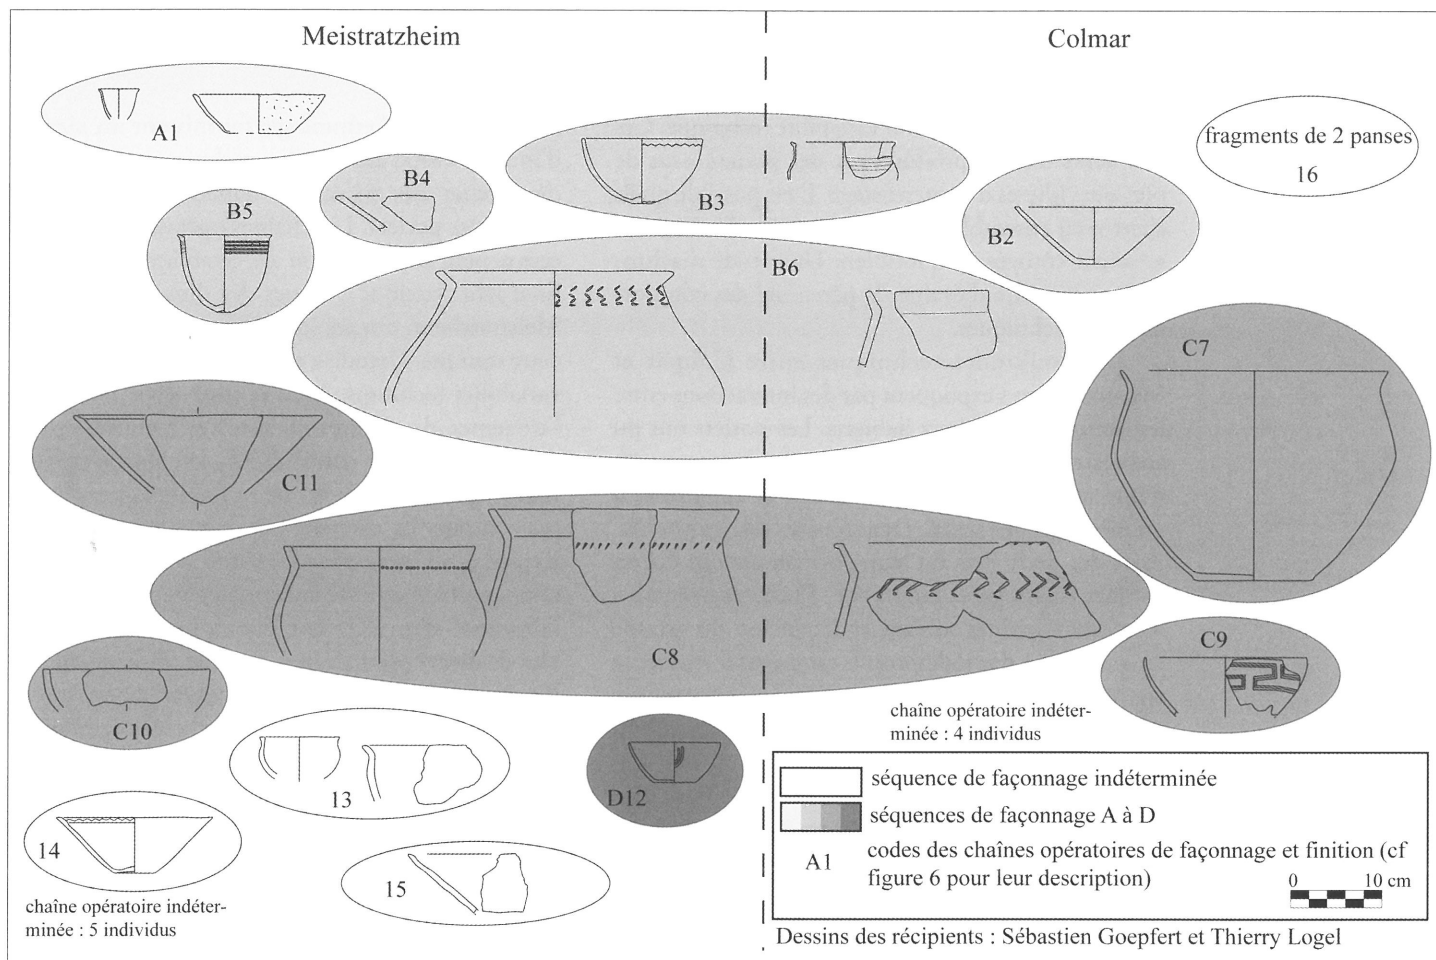 Meistratzheim
Colmar
A1
B4
B5
B3
fragments de 2 panses
16
B2
B6
C7
C11
C8
C9
C10
chaîne opératoire indéter-
minée : 4 individus
13
D12
14
15
chaîne opératoire indéter-
minée : 5 individus
séquence de façonnage indéterminée
séquences de façonnage A à D
A1
codes des chaînes opératoires de façonnage et finition (cf
figure 6 pour leur description)
0 10 cm
Dessins des récipients : Sébastien Goepfert et Thierry Logel